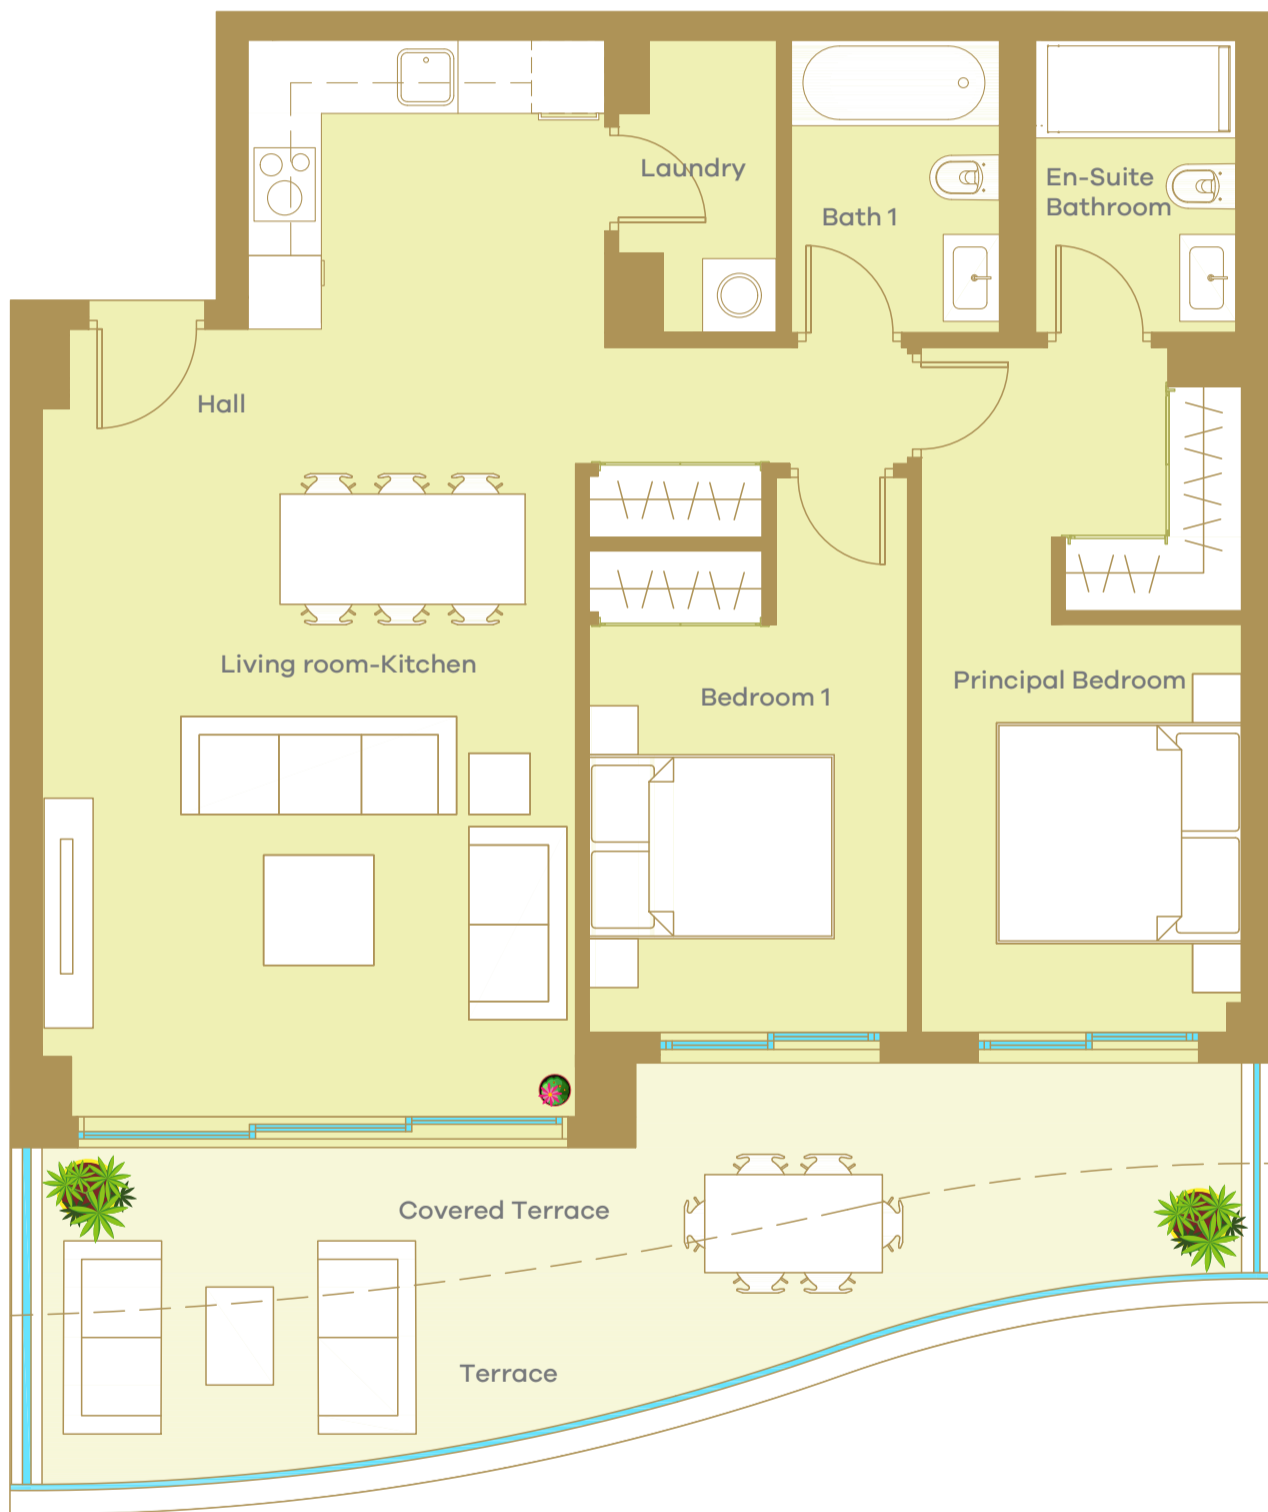 Laundry
Bath 1
En-Suite
Bathroom
Hall
Living room-Kitchen
Bedroom 1
Principal Bedroom
Covered Terrace
Terrace